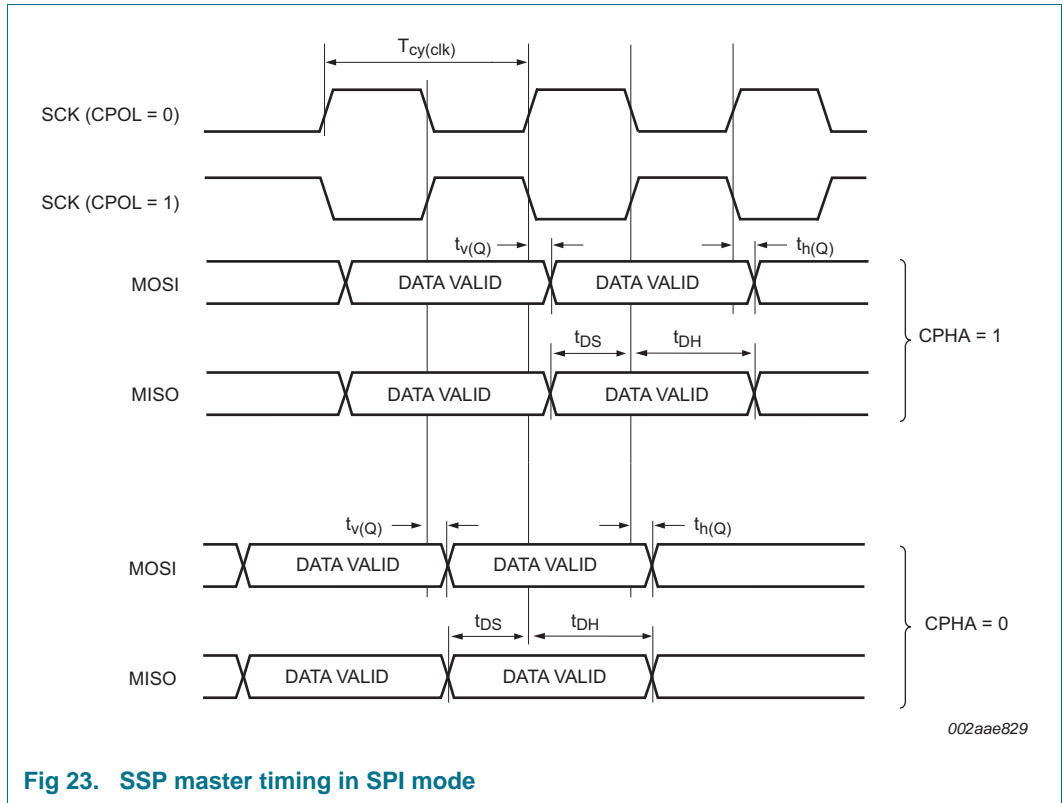 Tcy(clk)
SCK (CPOL = 0)
SCK (CPOL = 1)
tv(Q) th(Q)
MOSI DATA VALID DATA VALID
tDS tDH
CPHA = 1
MISO DATA VALID DATA VALID
tv(Q) th(Q)
MOSI DATA VALID DATA VALID
tDS tDH
CPHA = 0
MISO DATA VALID DATA VALID
002aae829
Fig 23. SSP master timing in SPI mode